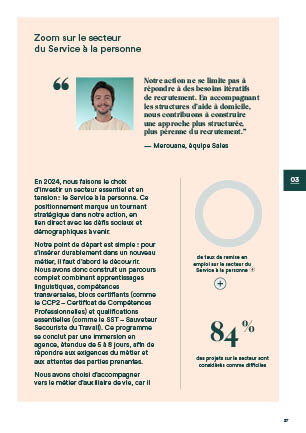 Zoom sur le secteur
du Service à la personne
Notre action ne se limite pas à
répondre à des besoins itératifs
de recrutement. En accompagnant
les structures d'aide à domicile,
nous contribuons à construire
une approche plus structurée,
plus pérenne du recrutement."
— Merouane, équipe Sales
En 2024, nous faisons le choix
d'investir un secteur essentiel et en
tension : le Service à la personne. Ce
positionnement marque un tournant
stratégique dans notre action, en
lien direct avec les défis sociaux et
démographiques à venir.
Notre point de départ est simple : pour
s'insérer durablement dans un nouveau
métier, il faut d'abord le découvrir.
Nous avons donc construit un parcours
complet combinant apprentissages
linguistiques, compétences
transversales, blocs certifiants (comme
le CCP2 – Certificat de Compétences
Professionnelles) et qualifications
essentielles (comme le SST – Sauveteur
Secouriste du Travail). Ce programme
se conclut par une immersion en
agence, étendue de 5 à 8 jours, afin de
répondre aux exigences du métier et
aux attentes des parties prenantes.
Nous avons choisi d'accompagner
vers le métier d'auxiliaire de vie, car il
03
de taux de remise en
emploi sur le secteur du
Service à la personne
+
84%
des projets sur le secteur sont
considérés comme difficiles
27